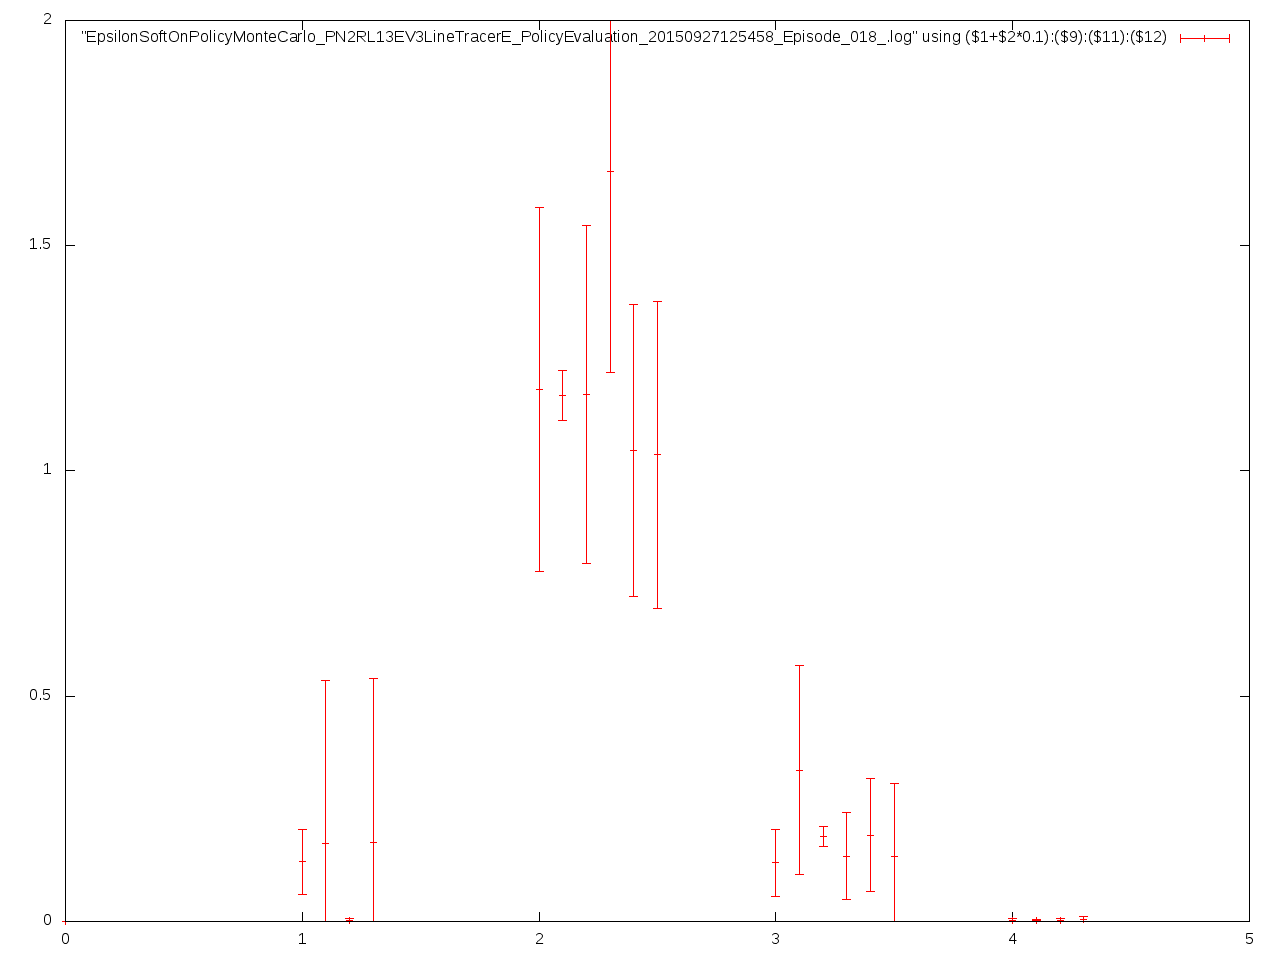 2
"EpsilonSoftOnPolicyMonteCarlo_PN2RL13EV3LineTracerE_PolicyEvaluation_20150927125458_Episode_018_.log" using ($1+$2*0.1):($9):($11):($12)
1.5
1
0.5
0
0 1 2 3 4 5